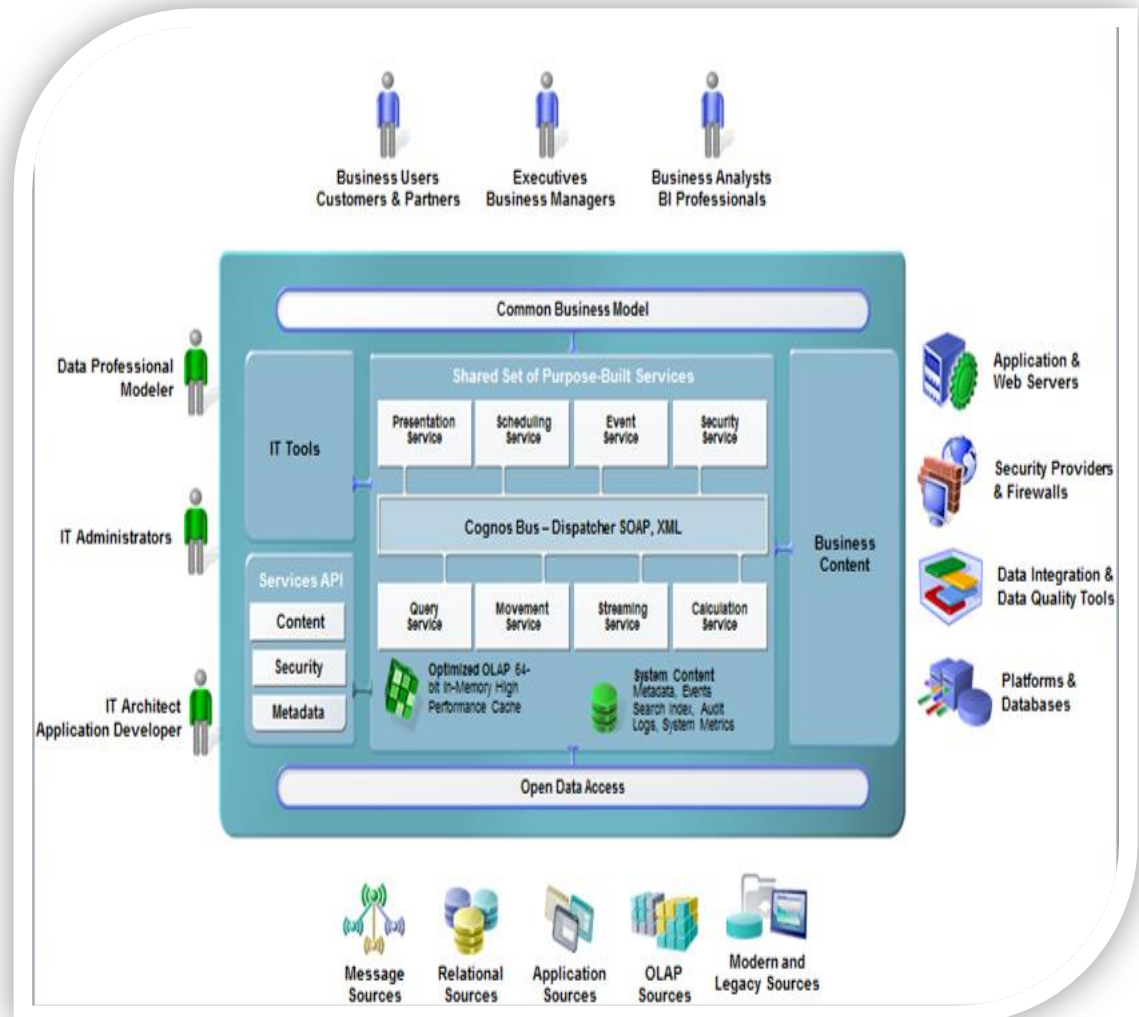 Business Users
Customers & Partners
Executives
Business Managers
Business Analysts
BI Professionals
Common Business Model
Data Professional
Modeler
IT Administrators
IT Architect
Application Developer
IT Tools
Services API
Content
Security
Metadata
Shared Set of Purpose-Built Services
Presentation
Service
Scheduling
Service
Event
Service
Security
Service
Cognos Bus – Dispatcher SOAP, XML
Query
Service
Movement
Service
Streaming
Service
Calculation
Service
Optimized OLAP 64-
bit In-Memory High
Performance Cache
System Content
Metadata, Events
Search Index, Audit
Logs, System Metrics
Business
Content
Application &
Web Servers
Security Providers
& Firewalls
Data Integration &
Data Quality Tools
Platforms &
Databases
Open Data Access
Message
Sources
Relational
Sources
Application
Sources
OLAP
Sources
Modern and
Legacy Sources